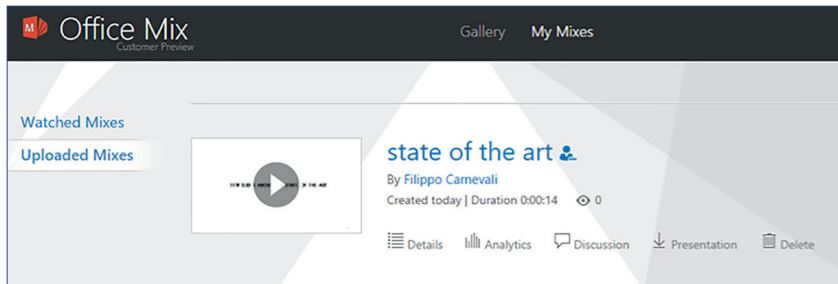 Office Mix
Customer Preview
Gallery My Mixes
Watched Mixes
Uploaded Mixes
state of the art
By Filippo Carnevali
Created today | Duration 0:00:14 0
Details Analytics Discussion Presentation Delete